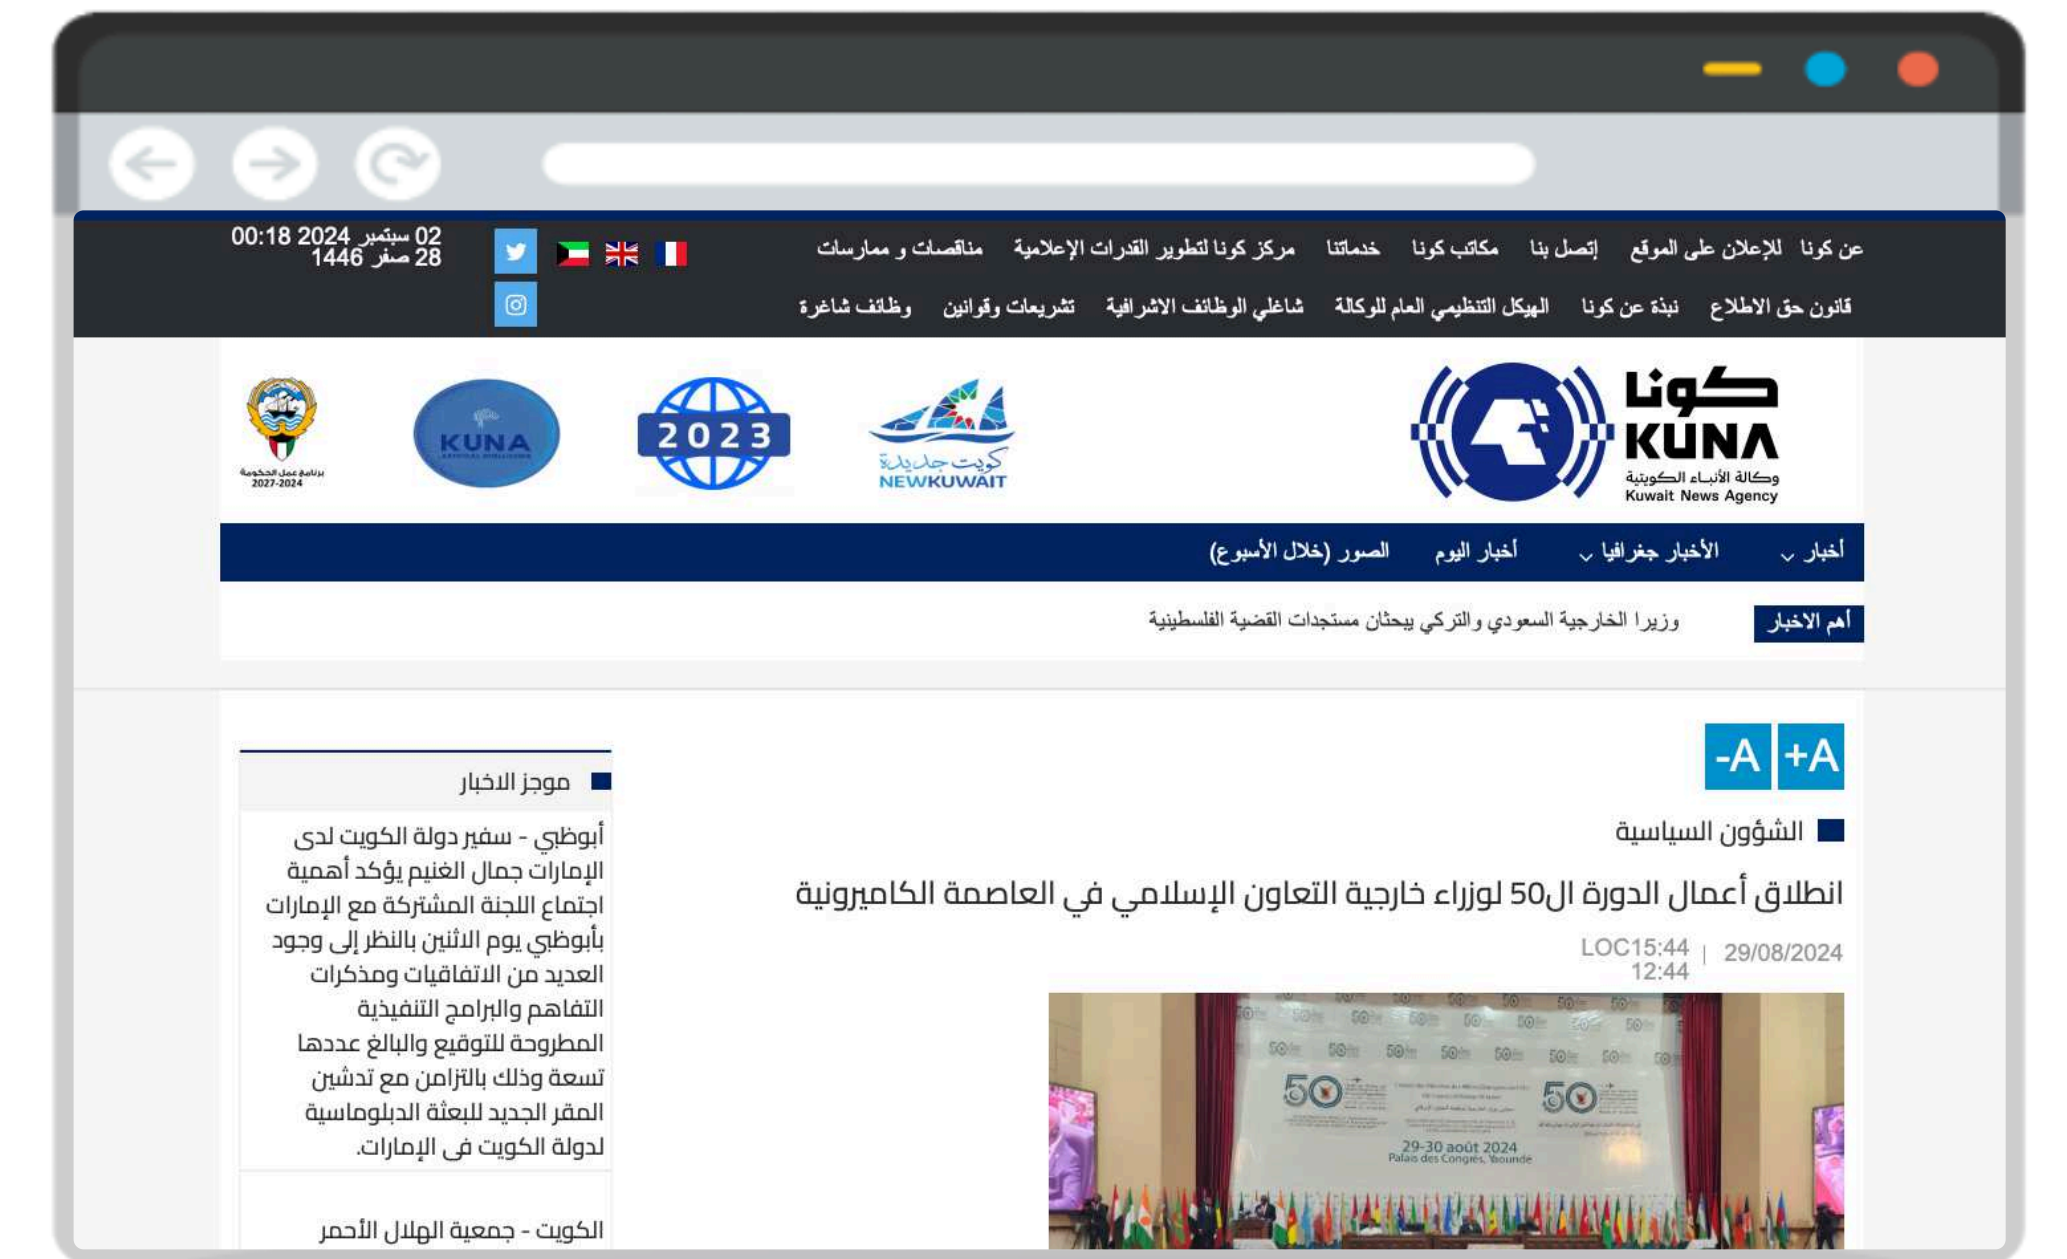 عن كونا للإعلان على الموقع إتصل بنا مكاتب كونا خدماتنا مركز كونا لتطوير القدرات الإعلامية مناقصات و ممارسات
قانون حق الاطلاع نبذة عن كونا الهيكل التنظيمي العام للوكالة شاغلي الوظائف الاشرافية تشريعات وقوانين وظائف شاغرة
02 سبتمبر 2024 00:18
28 صفر 1446
كونا
KUNA
وكالة الأنباء الكويتية
Kuwait News Agency
كويت جديدة
NEWKUWAIT
2023
KUNA
برنامج عمل الحكومة
2027-2024
أخبار الأخبار جغرافيا أخبار اليوم الصور (خلال الأسبوع)
أهم الاخبار وزيرا الخارجية السعودي والتركي يبحثان مستجدات القضية الفلسطينية
A+ A-
الشؤون السياسية
انطلاق أعمال الدورة ال50 لوزراء خارجية التعاون الإسلامي في العاصمة الكاميرونية
29/08/2024 | LOC15:44
12:44
50 50
29-30 août 2024
Palais des Congrès, Yaoundé
موجز الاخبار
أبوظبي - سفير دولة الكويت لدى
الإمارات جمال الغنيم يؤكد أهمية
اجتماع اللجنة المشتركة مع الإمارات
بأبوظبي يوم الاثنين بالنظر إلى وجود
العديد من الاتفاقيات ومذكرات
التفاهم والبرامج التنفيذية
المطروحة للتوقيع والبالغ عددها
تسعة وذلك بالتزامن مع تدشين
المقر الجديد للبعثة الدبلوماسية
لدولة الكويت في الإمارات.
الكويت - جمعية الهلال الأحمر